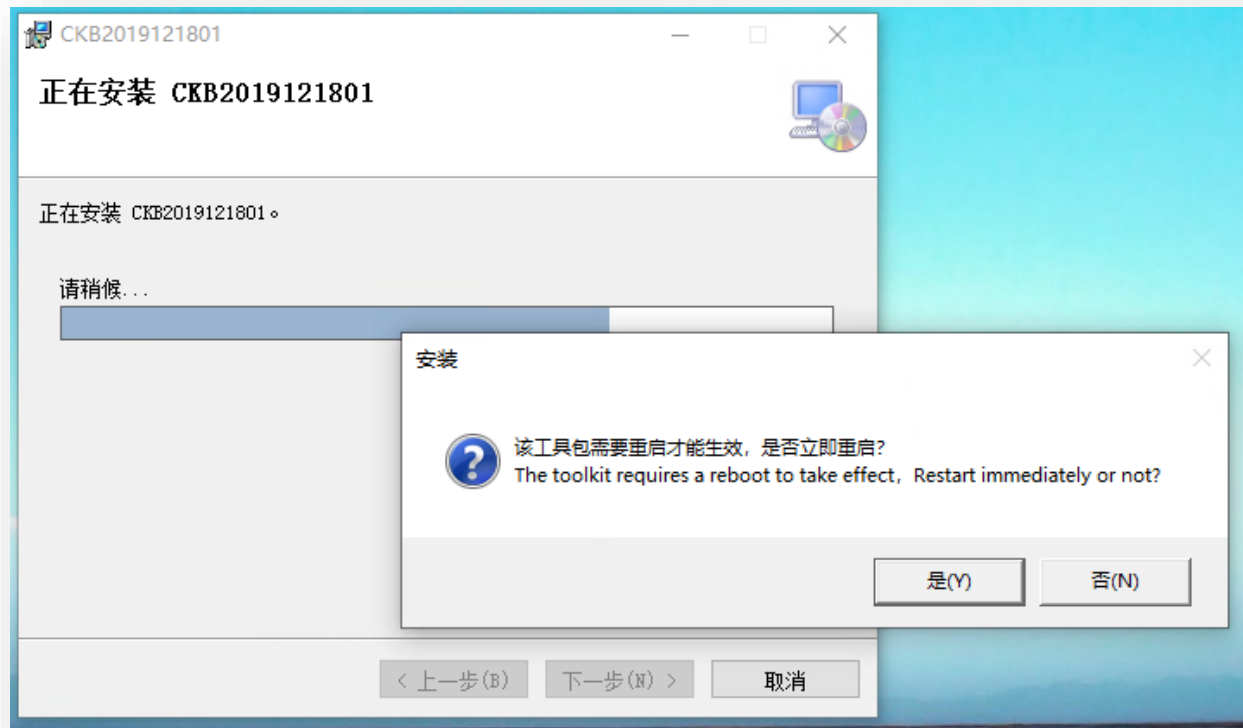 CKB2019121801
正在安装 CKB2019121801
正在安装 CKB2019121801。
请稍候...
安装
该工具包需要重启才能生效，是否立即重启?
The toolkit requires a reboot to take effect，Restart immediately or not?
是(Y) 否(N)
< 上一步(B) 下一步(N) > 取消